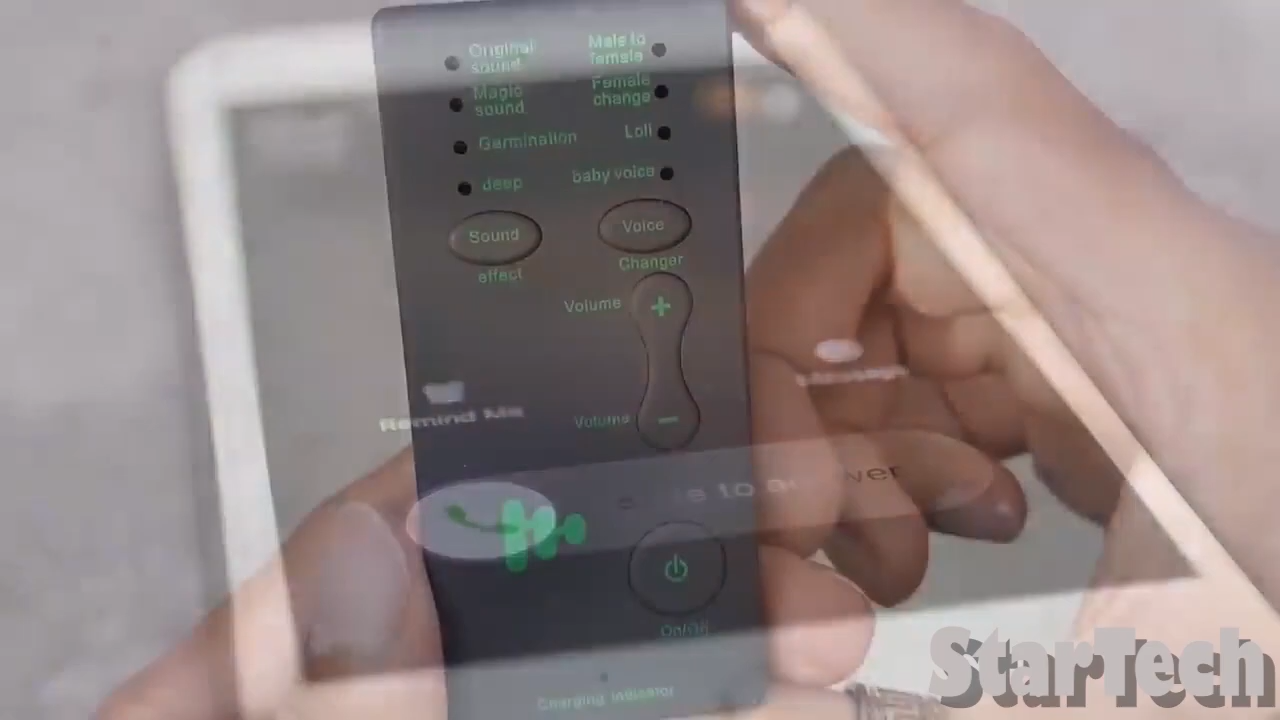 Original
sound
Male to
female
Magic
sound
Female
change
Germination
Loli
deep
baby voice
Sound
effect
Voice
Changer
Volume
+
Remind Me
Message
Volume
−
On/Off
Charging indicator
StarTech